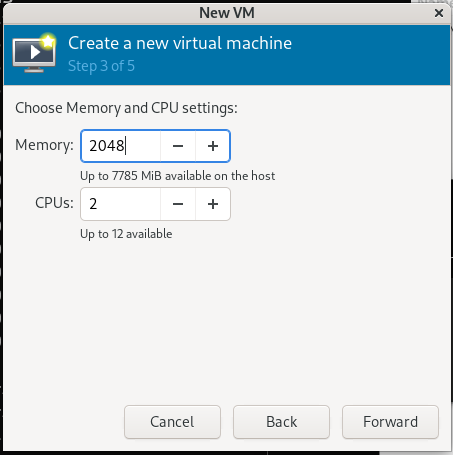 New VM
Create a new virtual machine
Step 3 of 5
Choose Memory and CPU settings:
Memory: 2048 − +
Up to 7785 MiB available on the host
CPUs: 2 − +
Up to 12 available
Cancel Back Forward